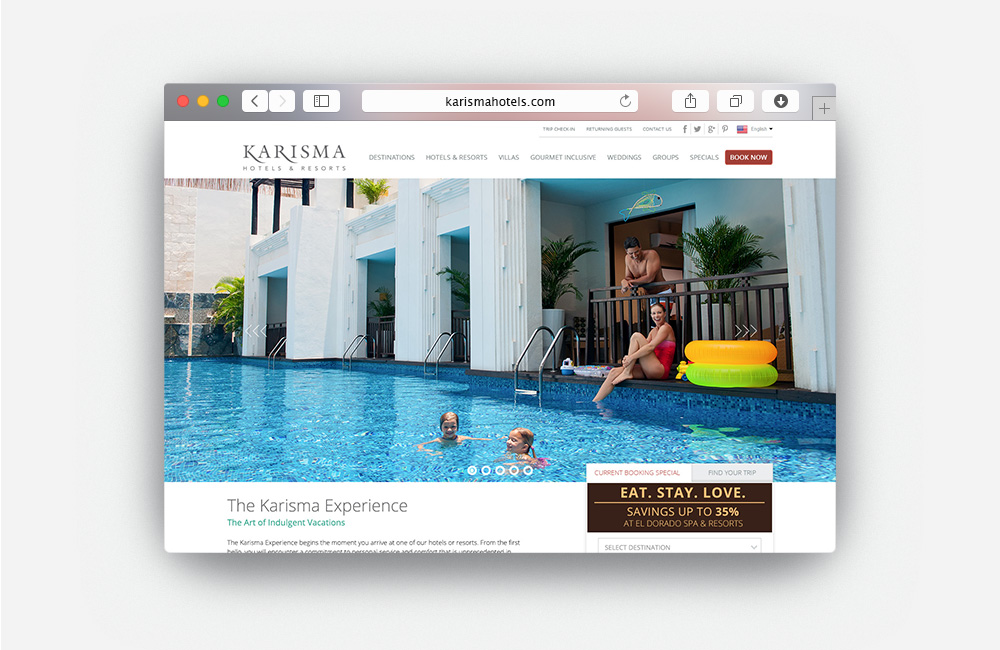 karismahotels.com
TRIP CHECK-IN RETURNING GUESTS CONTACT US English
KARISMA
HOTELS & RESORTS
DESTINATIONS HOTELS & RESORTS VILLAS GOURMET INCLUSIVE WEDDINGS GROUPS SPECIALS BOOK NOW
CURRENT BOOKING SPECIAL FIND YOUR TRIP
EAT. STAY. LOVE.
SAVINGS UP TO 35%
AT EL DORADO SPA & RESORTS
SELECT DESTINATION
The Karisma Experience
The Art of Indulgent Vacations
The Karisma Experience begins the moment you arrive at one of our hotels or resorts. From the first
hello, you will encounter a commitment to personal service and comfort that is unprecedented in